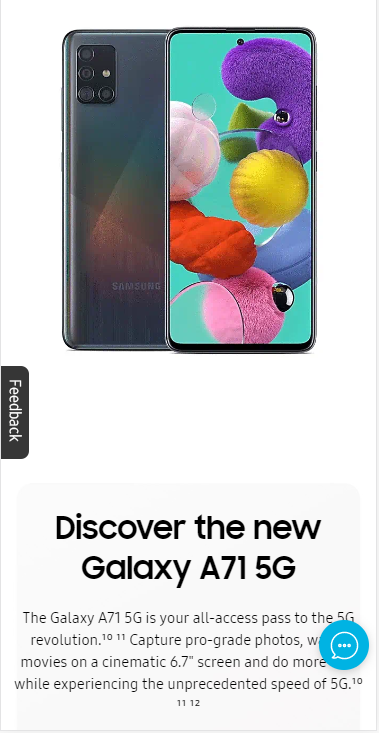 SAMSUNG
Feedback
Discover the new
Galaxy A71 5G
The Galaxy A71 5G is your all-access pass to the 5G
revolution.¹⁰ ¹¹ Capture pro-grade photos,
movies on a cinematic 6.7" screen and do more
while experiencing the unprecedented speed of 5G.¹⁰
¹¹ ¹²